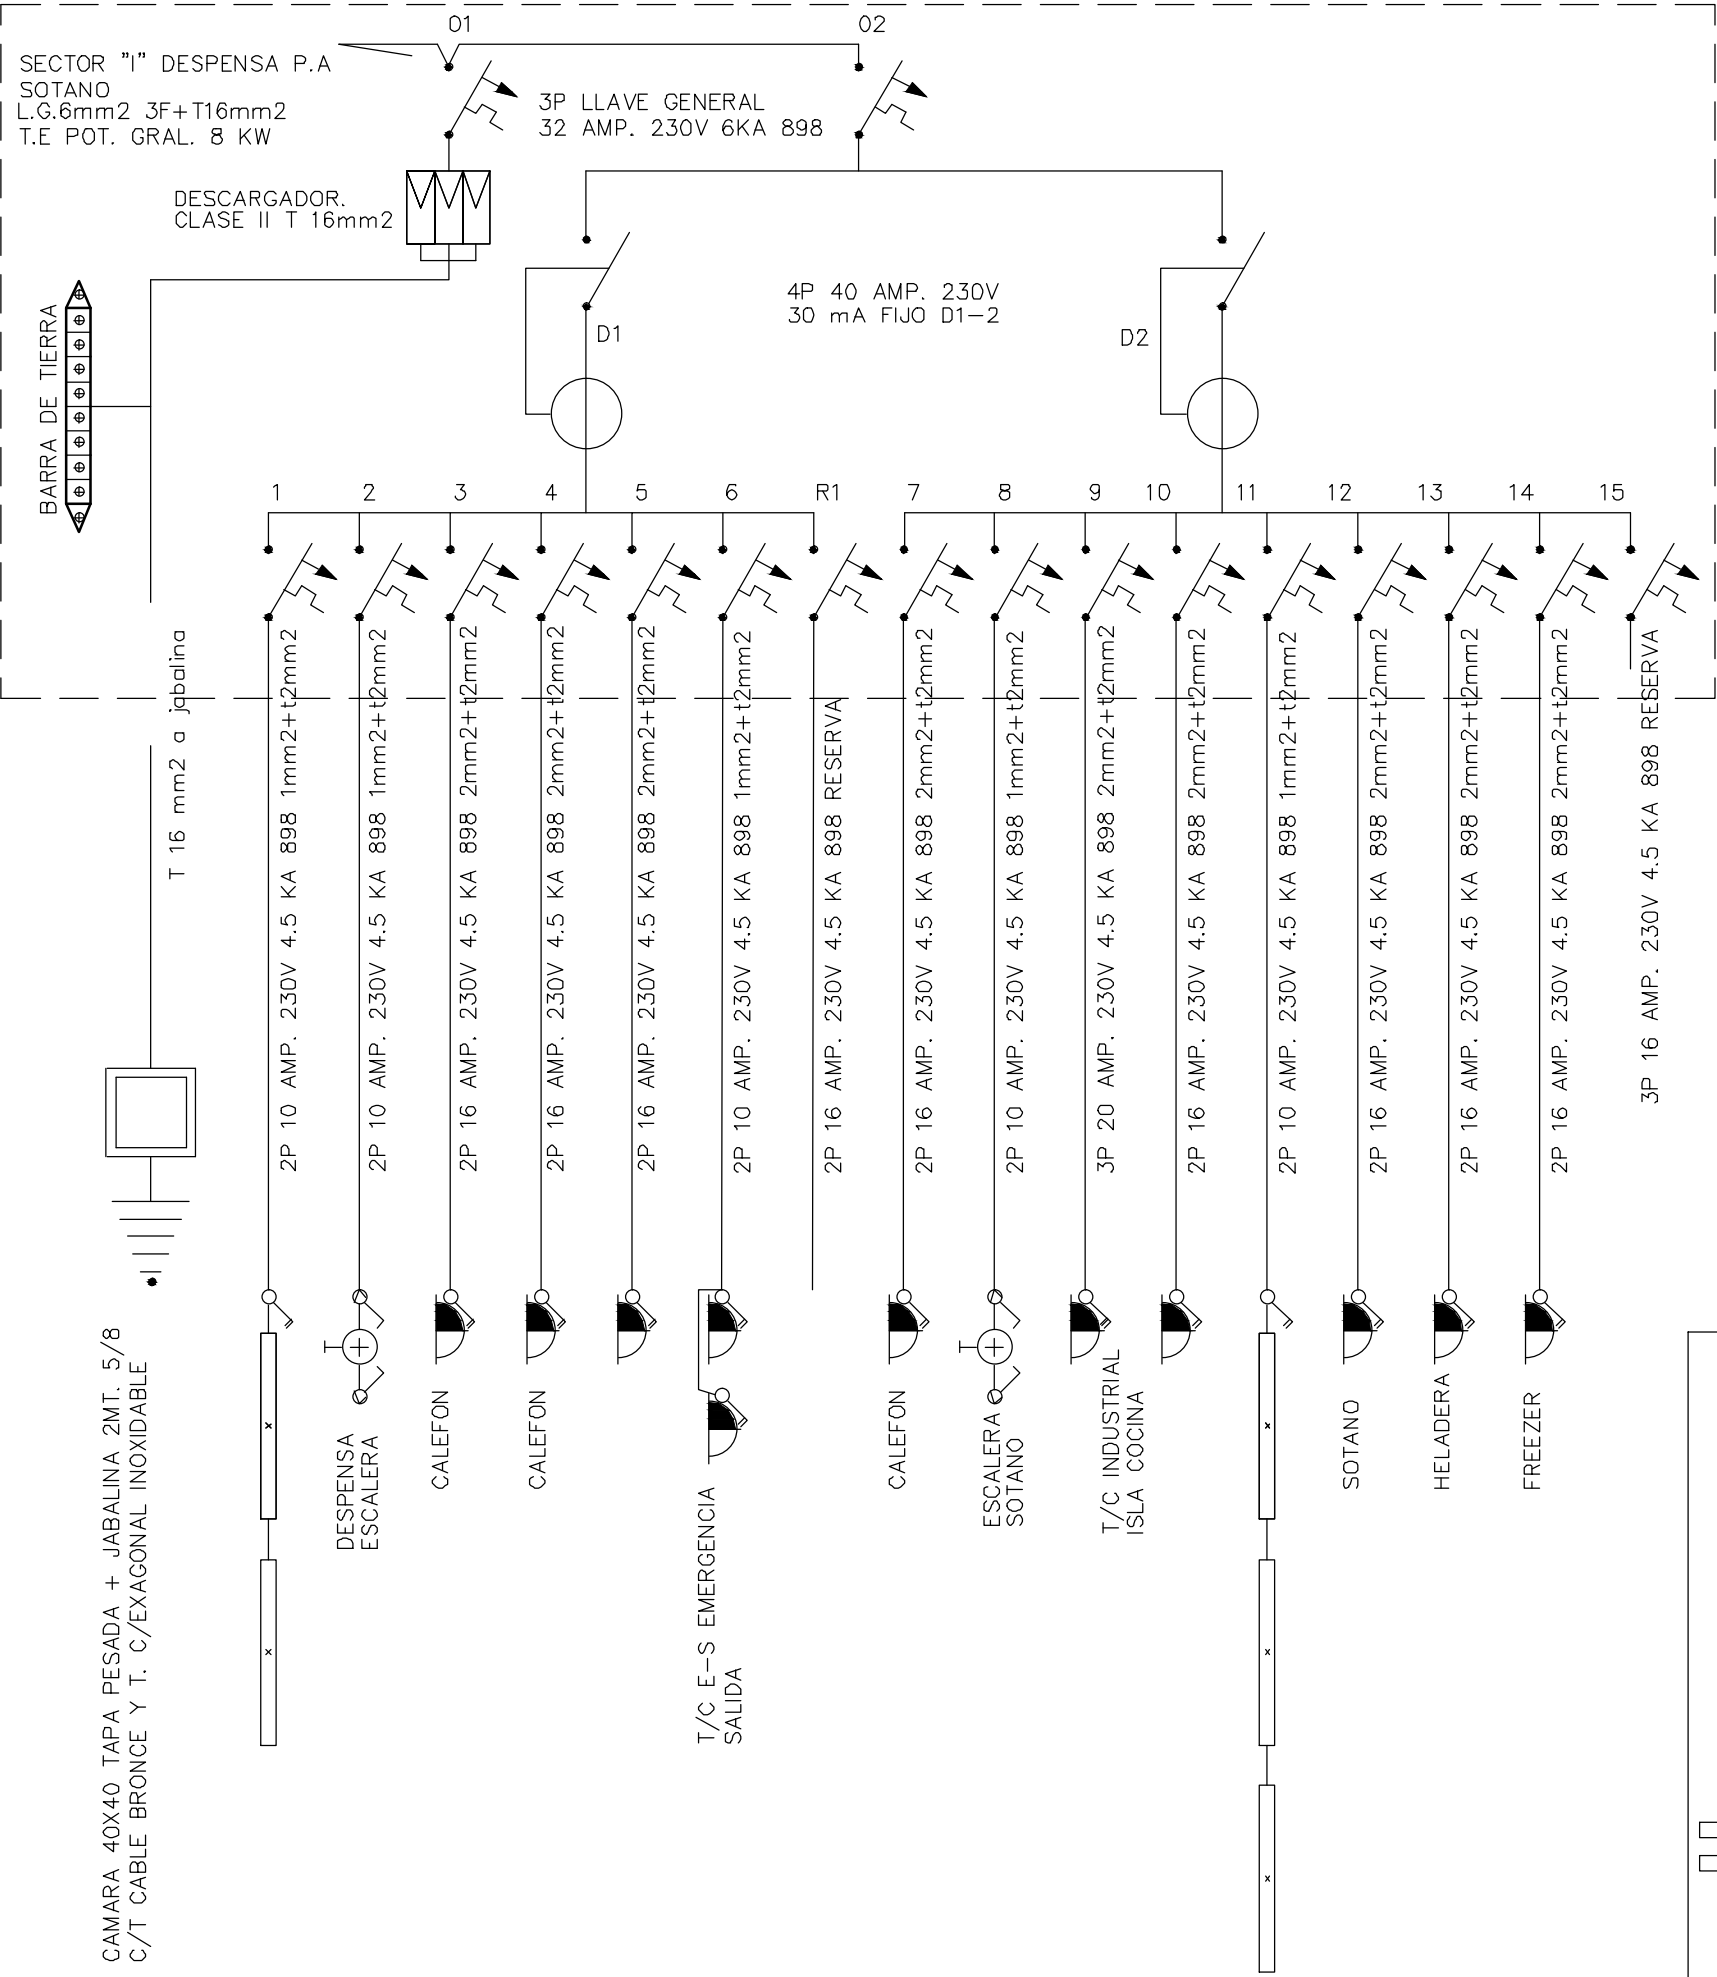 01
02
SECTOR "I" DESPENSA P.A
SOTANO
L.G.6mm2 3F+T16mm2
T.E POT. GRAL. 8 KW
3P LLAVE GENERAL
32 AMP. 230V 6KA 898
DESCARGADOR.
CLASE II T 16mm2
4P 40 AMP. 230V
30 mA FIJO D1-2
D1
D2
BARRA DE TIERRA
1
2
3
4
5
6
R1
7
8
9
10
11
12
13
14
15
T 16 mm2 a jabalina
2P 10 AMP. 230V 4.5 KA 898 1mm2+t2mm2
2P 10 AMP. 230V 4.5 KA 898 1mm2+t2mm2
2P 16 AMP. 230V 4.5 KA 898 2mm2+t2mm2
2P 16 AMP. 230V 4.5 KA 898 2mm2+t2mm2
2P 16 AMP. 230V 4.5 KA 898 2mm2+t2mm2
2P 10 AMP. 230V 4.5 KA 898 1mm2+t2mm2
2P 16 AMP. 230V 4.5 KA 898 RESERVA
2P 16 AMP. 230V 4.5 KA 898 2mm2+t2mm2
2P 10 AMP. 230V 4.5 KA 898 1mm2+t2mm2
3P 20 AMP. 230V 4.5 KA 898 2mm2+t2mm2
2P 16 AMP. 230V 4.5 KA 898 2mm2+t2mm2
2P 10 AMP. 230V 4.5 KA 898 1mm2+t2mm2
2P 16 AMP. 230V 4.5 KA 898 2mm2+t2mm2
2P 16 AMP. 230V 4.5 KA 898 2mm2+t2mm2
2P 16 AMP. 230V 4.5 KA 898 2mm2+t2mm2
3P 16 AMP. 230V 4.5 KA 898 RESERVA
CAMARA 40X40 TAPA PESADA + JABALINA 2MT. 5/8
C/T CABLE BRONCE Y T. C/EXAGONAL INOXIDABLE
DESPENSA
ESCALERA
CALEFON
CALEFON
T/C E-S EMERGENCIA
SALIDA
CALEFON
ESCALERA
SOTANO
T/C INDUSTRIAL
ISLA COCINA
SOTANO
HELADERA
FREEZER